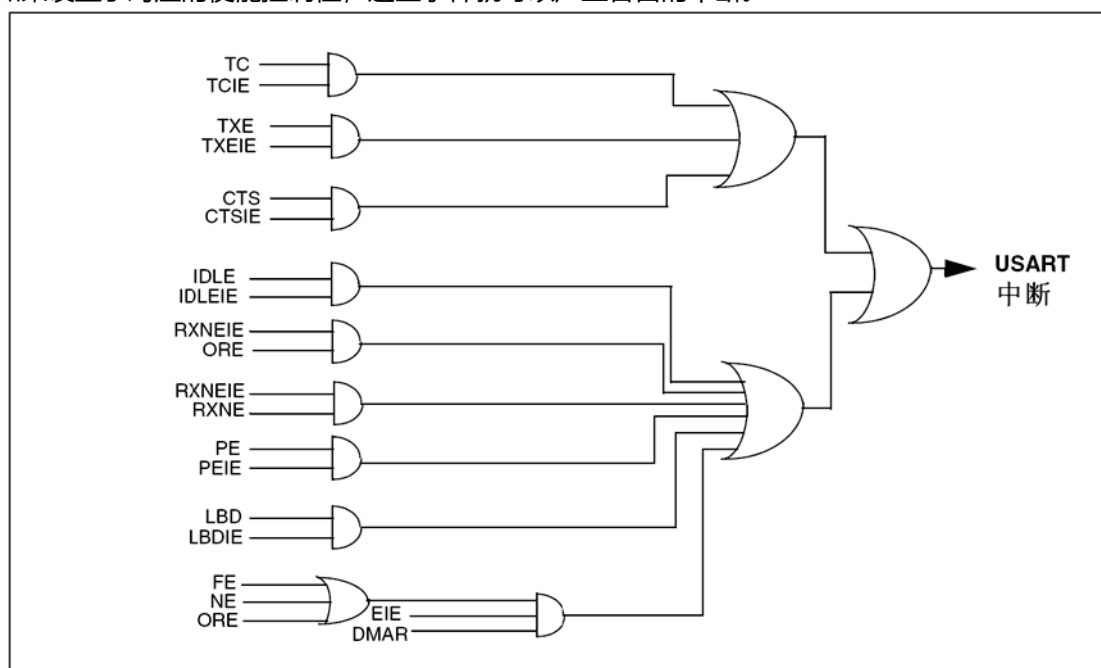 TC
TCIE
TXE
TXEIE
CTS
CTSIE
IDLE
IDLEIE
RXNEIE
ORE
RXNEIE
RXNE
PE
PEIE
LBD
LBDIE
FE
NE
ORE
EIE
DMAR
USART
中断